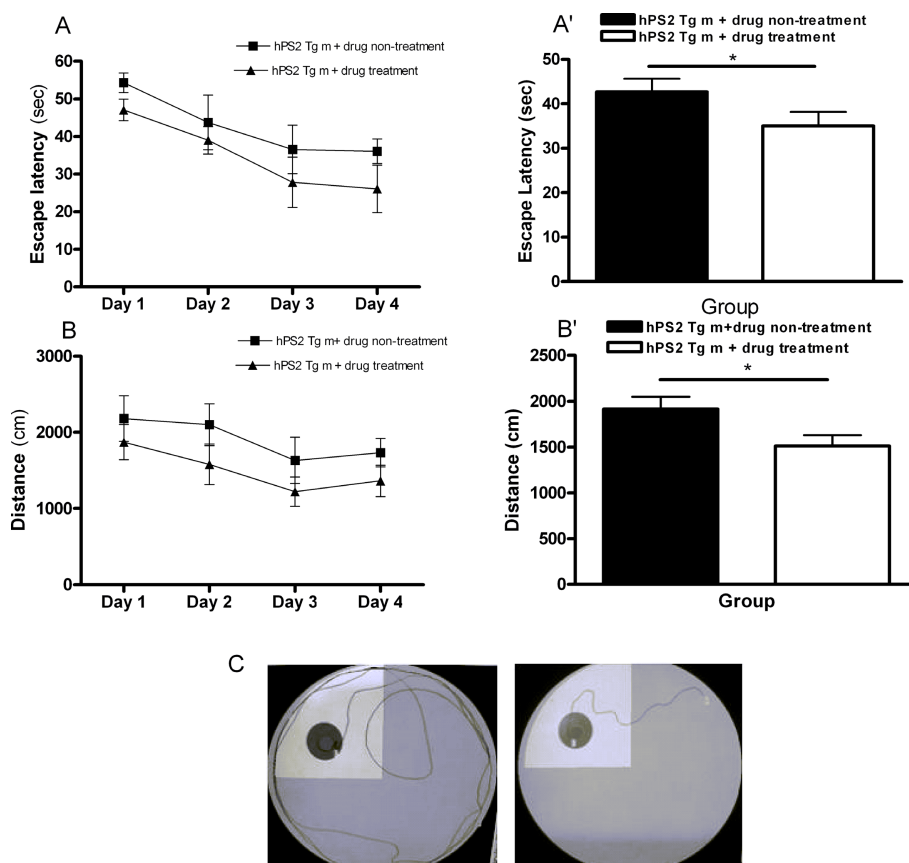 A
hPS2 Tg m + drug non-treatment
hPS2 Tg m + drug treatment
60
50
40
30
20
10
0
Escape latency (sec)
Day 1 Day 2 Day 3 Day 4
A'
hPS2 Tg m + drug non-treatment
hPS2 Tg m + drug treatment
*
50
40
30
20
10
0
Escape Latency (sec)
Group
B
hPS2 Tg m+ drug non-treatment
hPS2 Tg m + drug treatment
3000
2000
1000
0
Distance (cm)
Day 1 Day 2 Day 3 Day 4
B'
hPS2 Tg m+drug non-treatment
hPS2 Tg m + drug treatment
*
2500
2000
1500
1000
500
0
Distance (cm)
Group
C